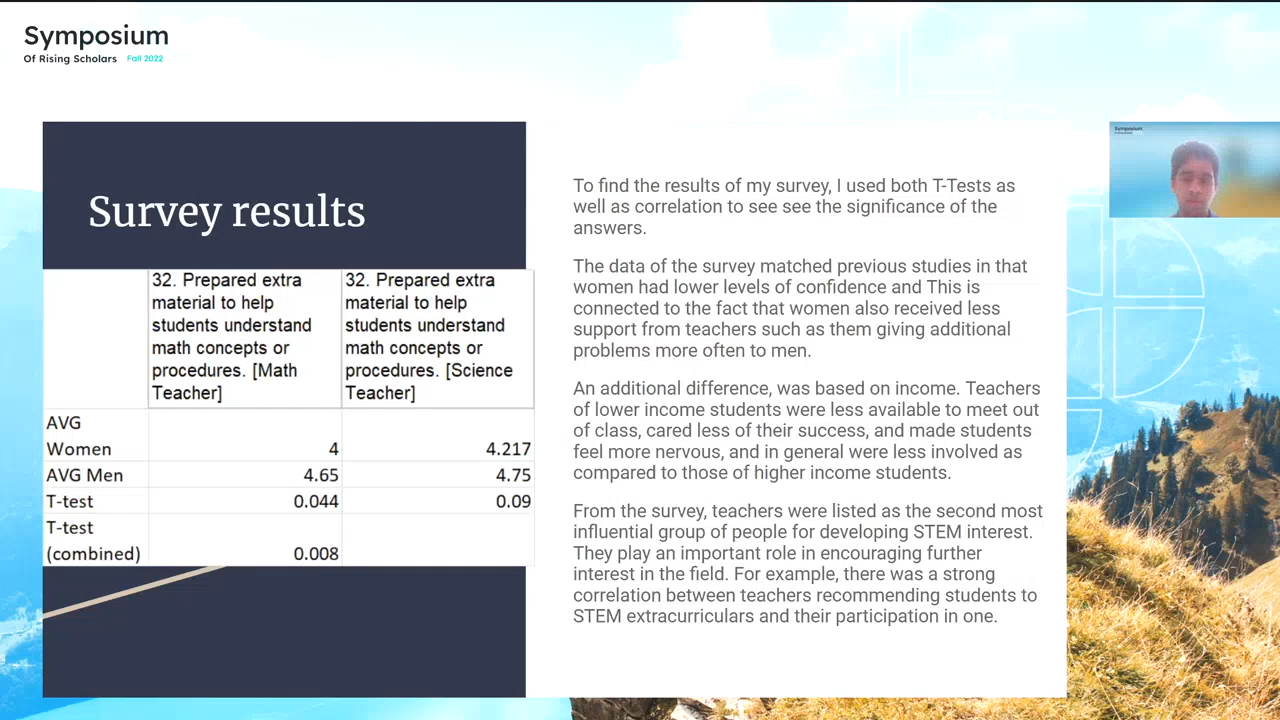 Symposium
Of Rising Scholars Fall 2022
Survey results
32. Prepared extra
material to help
students understand
math concepts or
procedures. [Math
Teacher]
32. Prepared extra
material to help
students understand
math concepts or
procedures. [Science
Teacher]
AVG
Women 4 4.217
AVG Men 4.65 4.75
T-test 0.044 0.09
T-test
(combined) 0.008
To find the results of my survey, I used both T-Tests as
well as correlation to see see the significance of the
answers.
The data of the survey matched previous studies in that
women had lower levels of confidence and This is
connected to the fact that women also received less
support from teachers such as them giving additional
problems more often to men.
An additional difference, was based on income. Teachers
of lower income students were less available to meet out
of class, cared less of their success, and made students
feel more nervous, and in general were less involved as
compared to those of higher income students.
From the survey, teachers were listed as the second most
influential group of people for developing STEM interest.
They play an important role in encouraging further
interest in the field. For example, there was a strong
correlation between teachers recommending students to
STEM extracurriculars and their participation in one.
Symposium